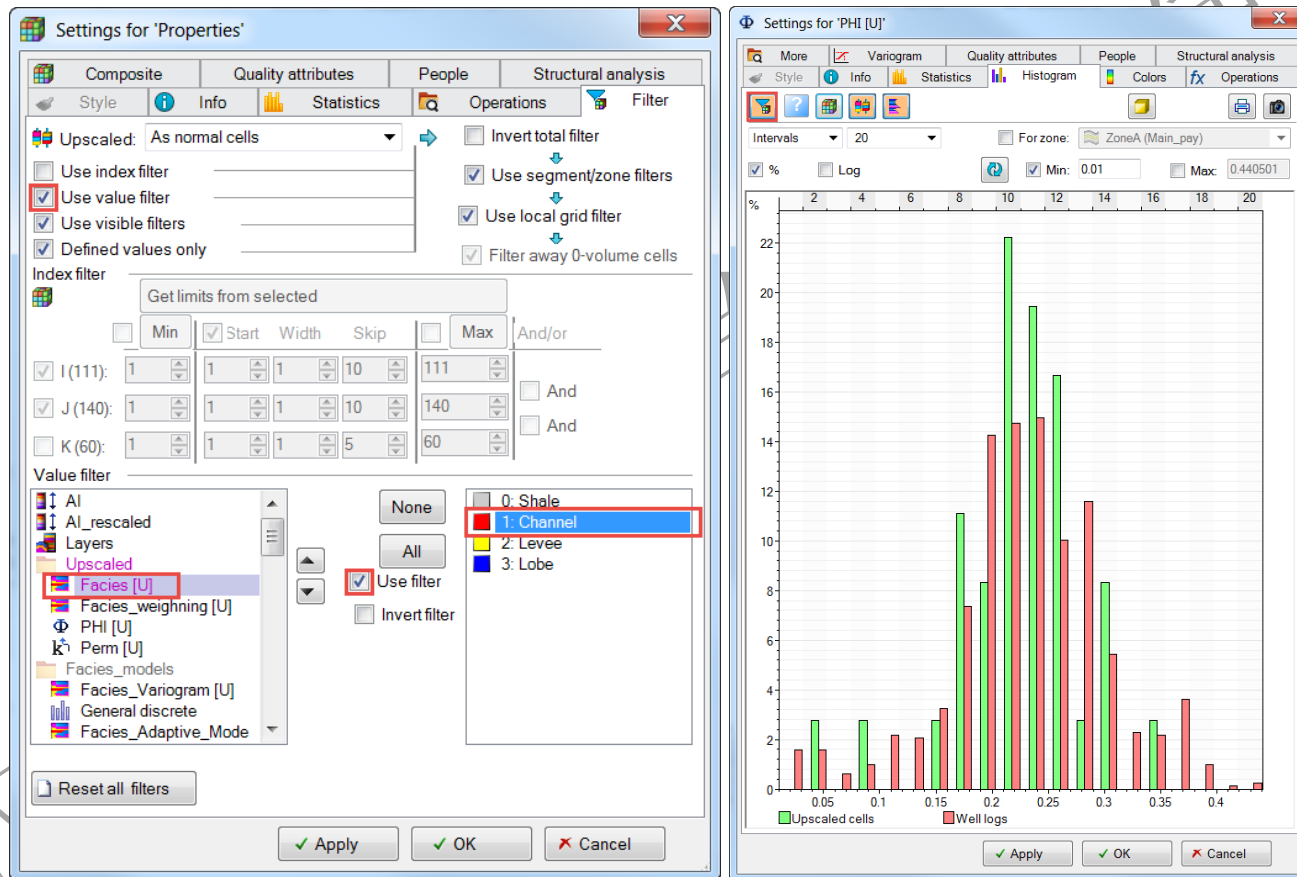 Settings for 'Properties'
X
Composite Quality attributes People Structural analysis
Style Info Statistics Operations Filter
Upscaled: As normal cells
Invert total filter
Use index filter
Use segment/zone filters
Use value filter
Use local grid filter
Use visible filters
Defined values only
Filter away 0-volume cells
Index filter
Get limits from selected
Min Start Width Skip Max And/or
I (111): 1 1 1 10 111
And
J (140): 1 1 1 10 140
And
K (60): 1 1 1 5 60
Value filter
AI
AI_rescaled
Layers
Upscaled
Facies [U]
Facies_weighning [U]
PHI [U]
Perm [U]
Facies_models
Facies_Variogram [U]
General discrete
Facies_Adaptive_Mode
None
All
Use filter
Invert filter
0: Shale
1: Channel
2: Levee
3: Lobe
Reset all filters
Apply OK Cancel
Settings for 'PHI [U]'
X
More Variogram Quality attributes People Structural analysis
Style Info Statistics Histogram Colors fx Operations
Intervals 20 For zone: ZoneA (Main_pay)
% Log Min: 0.01 Max: 0.440501
% 2 4 6 8 10 12 14 16 18 20
22
20
18
16
14
12
10
8
6
4
2
0
0.05 0.1 0.15 0.2 0.25 0.3 0.35 0.4
Upscaled cells Well logs
Apply OK Cancel